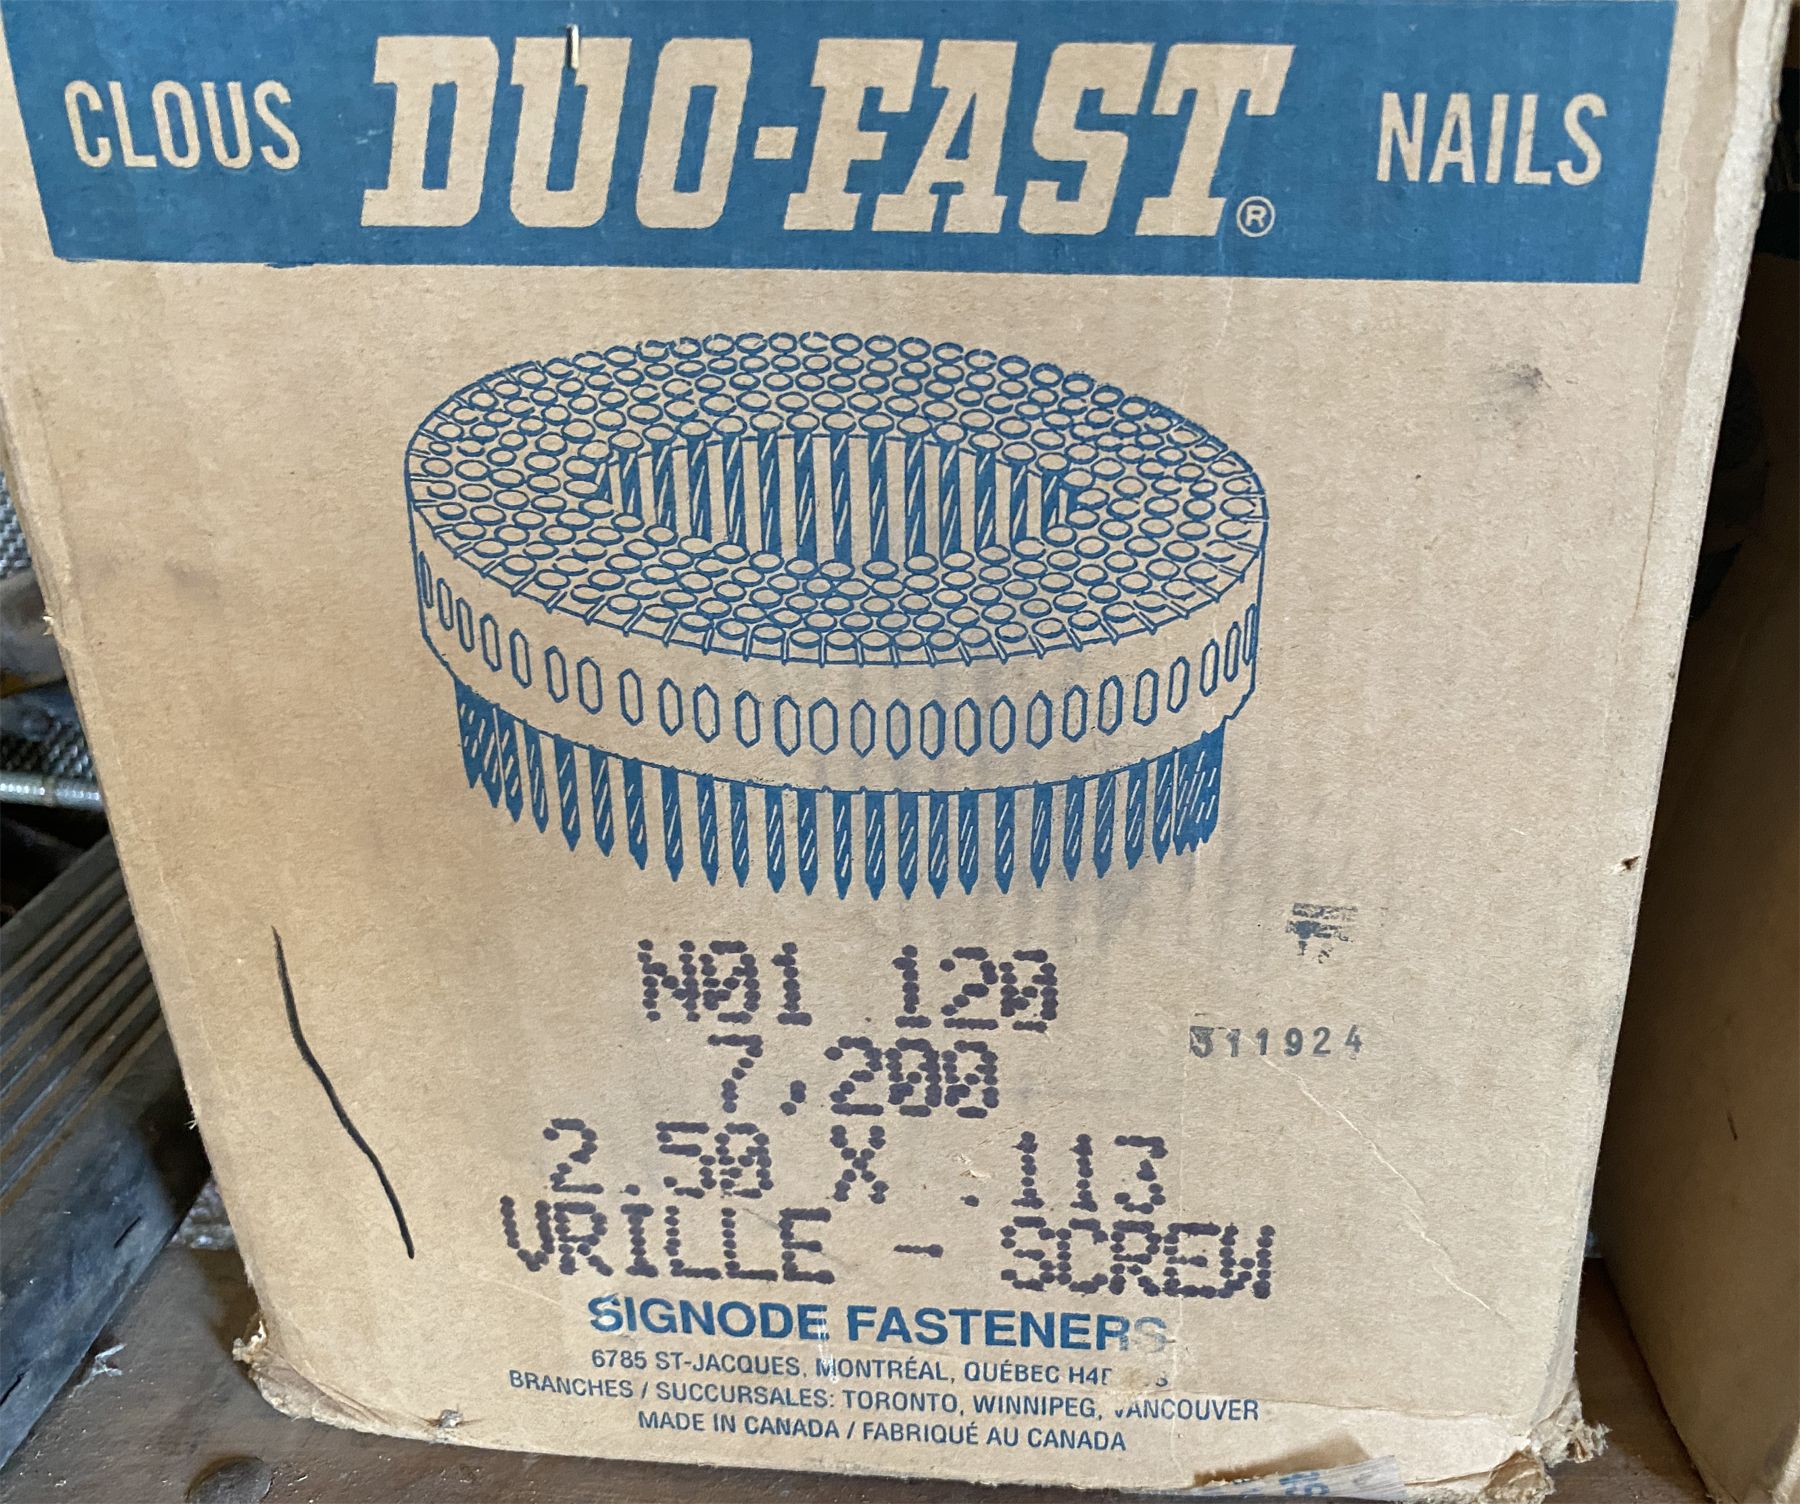 CLOUS DUO-FAST® NAILS
N01 120
7,200
311924
2.50 X .113
VRILLE - SCREW
SIGNODE FASTENERS
6785 ST-JACQUES, MONTRÉAL, QUÉBEC
BRANCHES / SUCCURSALES: TORONTO, WINNIPEG, VANCOUVER
MADE IN CANADA / FABRIQUÉ AU CANADA